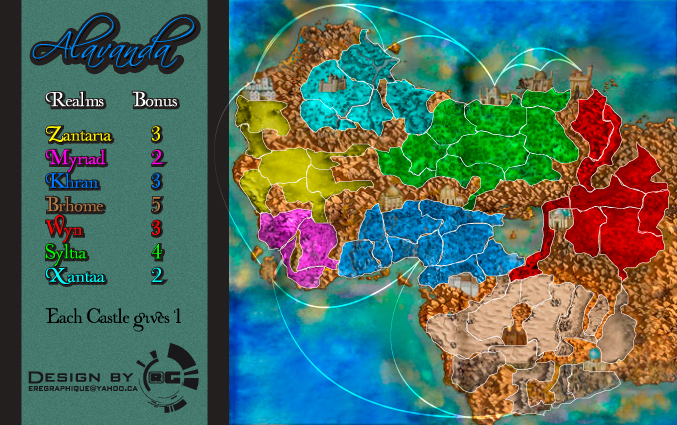 Alavanda
Realms Bonus
Zantaria 3
Myriad 2
Khran 3
Brhome 5
Wyn 3
Syltia 4
Xantaa 2
Each Castle gives 1
DESIGN BY RG
EREGRAPHIQUE@YAHOO.CA